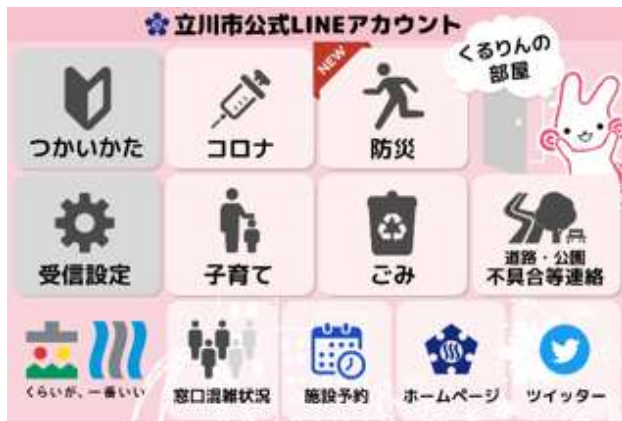 立川市公式LINEアカウント
くるりんの
部屋
NEW
つかいかた
コロナ
防災
受信設定
子育て
ごみ
道路・公園
不具合等連絡
立川
くらいが、一番いい
窓口混雑状況
施設予約
ホームページ
ツイッター